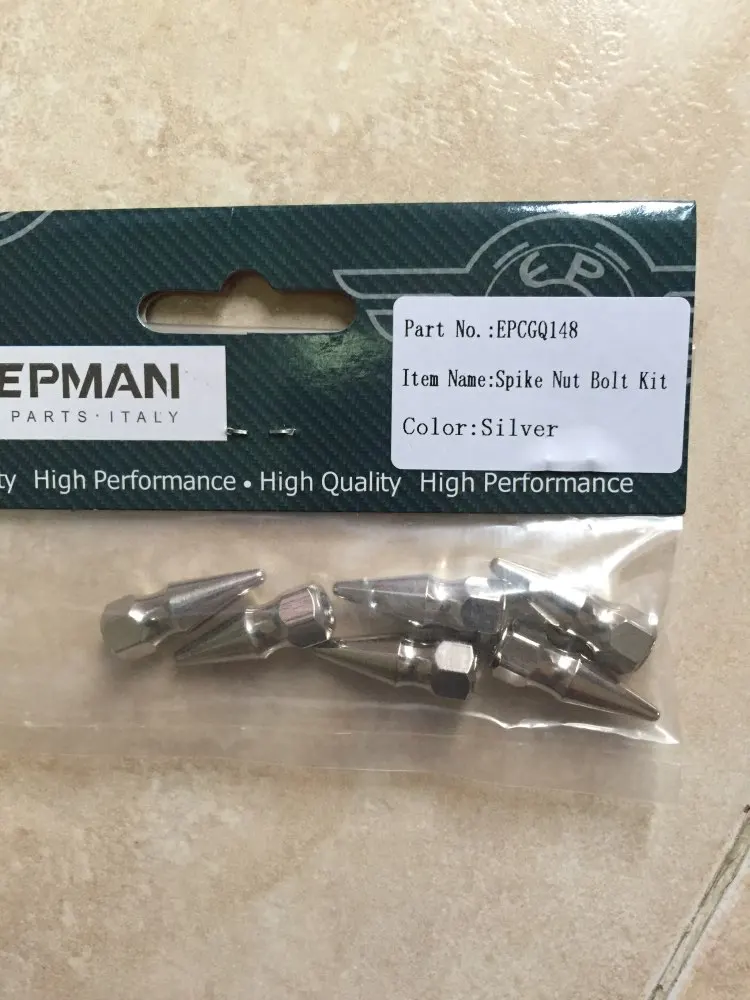 EP
Part No.:EPCGQ148
Item Name:Spike Nut Bolt Kit
Color:Silver
EPMAN
PARTS·ITALY
ty High Performance • High Quality High Performance